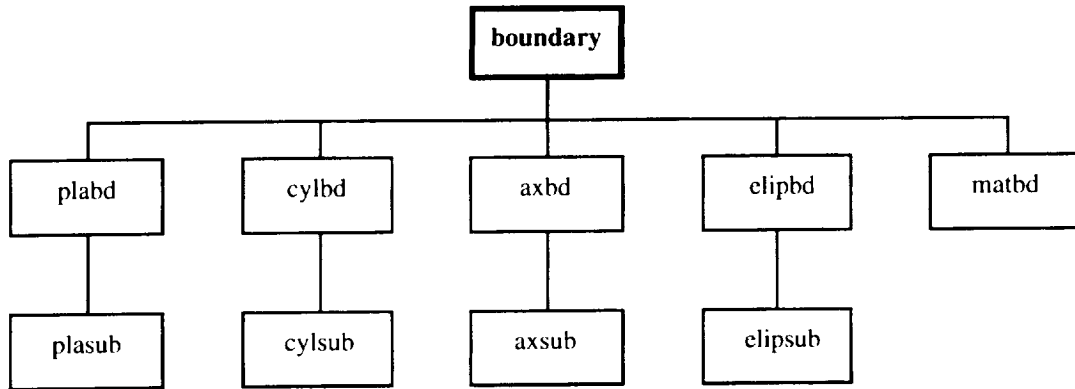 boundary
plabd
cylbd
axbd
elipbd
matbd
plasub
cylsub
axsub
elipsub